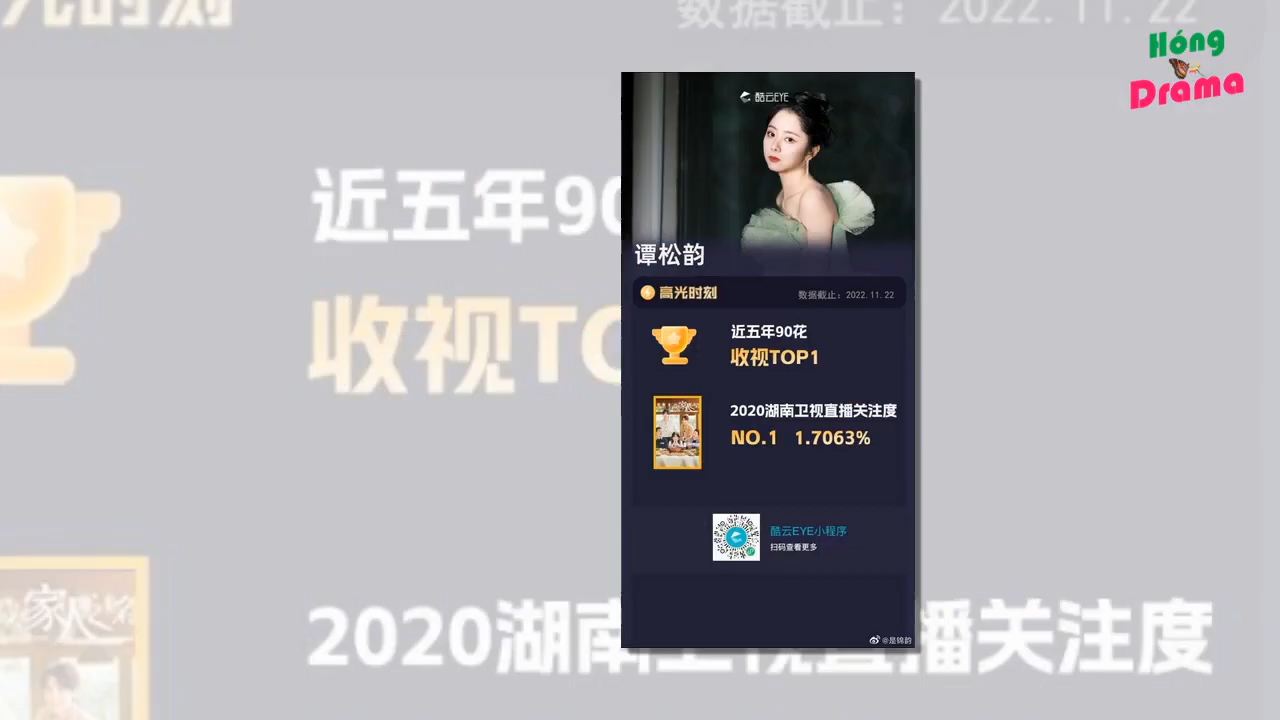 数据截止：2022.11.22
Hóng
Drama
酷云EYE
近五年90
收视TO
谭松韵
高光时刻
数据截止：2022.11.22
近五年90花
收视TOP1
2020湖南卫视直播关注度
NO.1 1.7063%
酷云EYE小程序
扫码查看更多
家人之名
2020湖南卫视直播关注度
@是锦韵